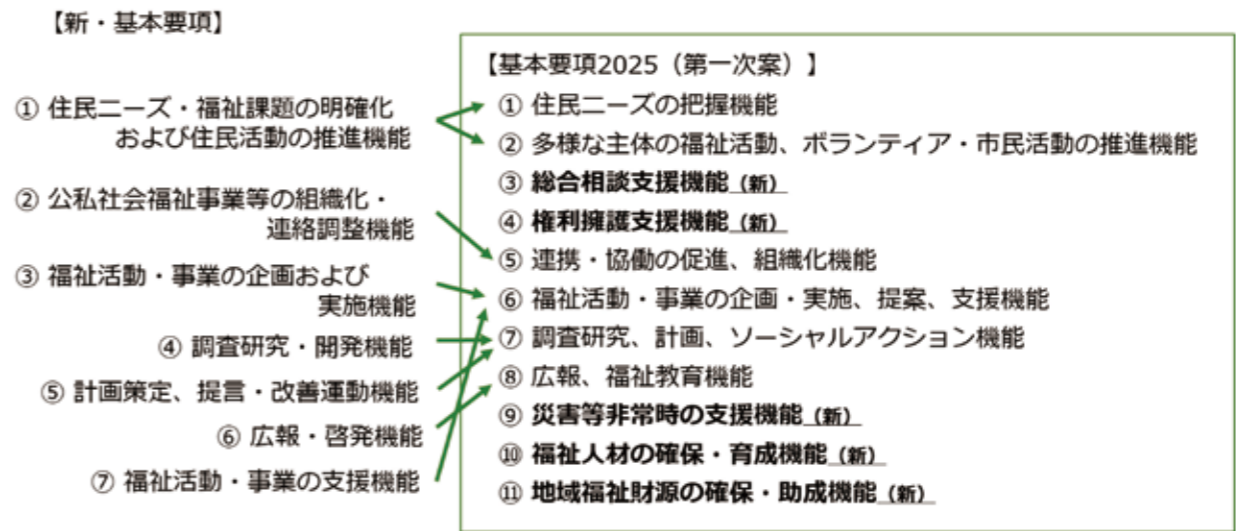 【新・基本要項】
① 住民ニーズ・福祉課題の明確化
および住民活動の推進機能
② 公私社会福祉事業等の組織化・
連絡調整機能
③ 福祉活動・事業の企画および
実施機能
④ 調査研究・開発機能
⑤ 計画策定、提言・改善運動機能
⑥ 広報・啓発機能
⑦ 福祉活動・事業の支援機能
【基本要項2025（第一次案）】
① 住民ニーズの把握機能
② 多様な主体の福祉活動、ボランティア・市民活動の推進機能
③ 総合相談支援機能（新）
④ 権利擁護支援機能（新）
⑤ 連携・協働の促進、組織化機能
⑥ 福祉活動・事業の企画・実施、提案、支援機能
⑦ 調査研究、計画、ソーシャルアクション機能
⑧ 広報、福祉教育機能
⑨ 災害等非常時の支援機能（新）
⑩ 福祉人材の確保・育成機能（新）
⑪ 地域福祉財源の確保・助成機能（新）